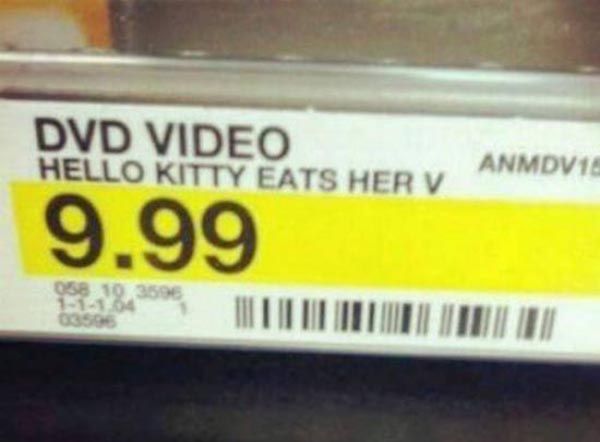 DVD VIDEO
HELLO KITTY EATS HER V
ANMDV15
9.99
058 10 3596
1-1-1.04 1
03596